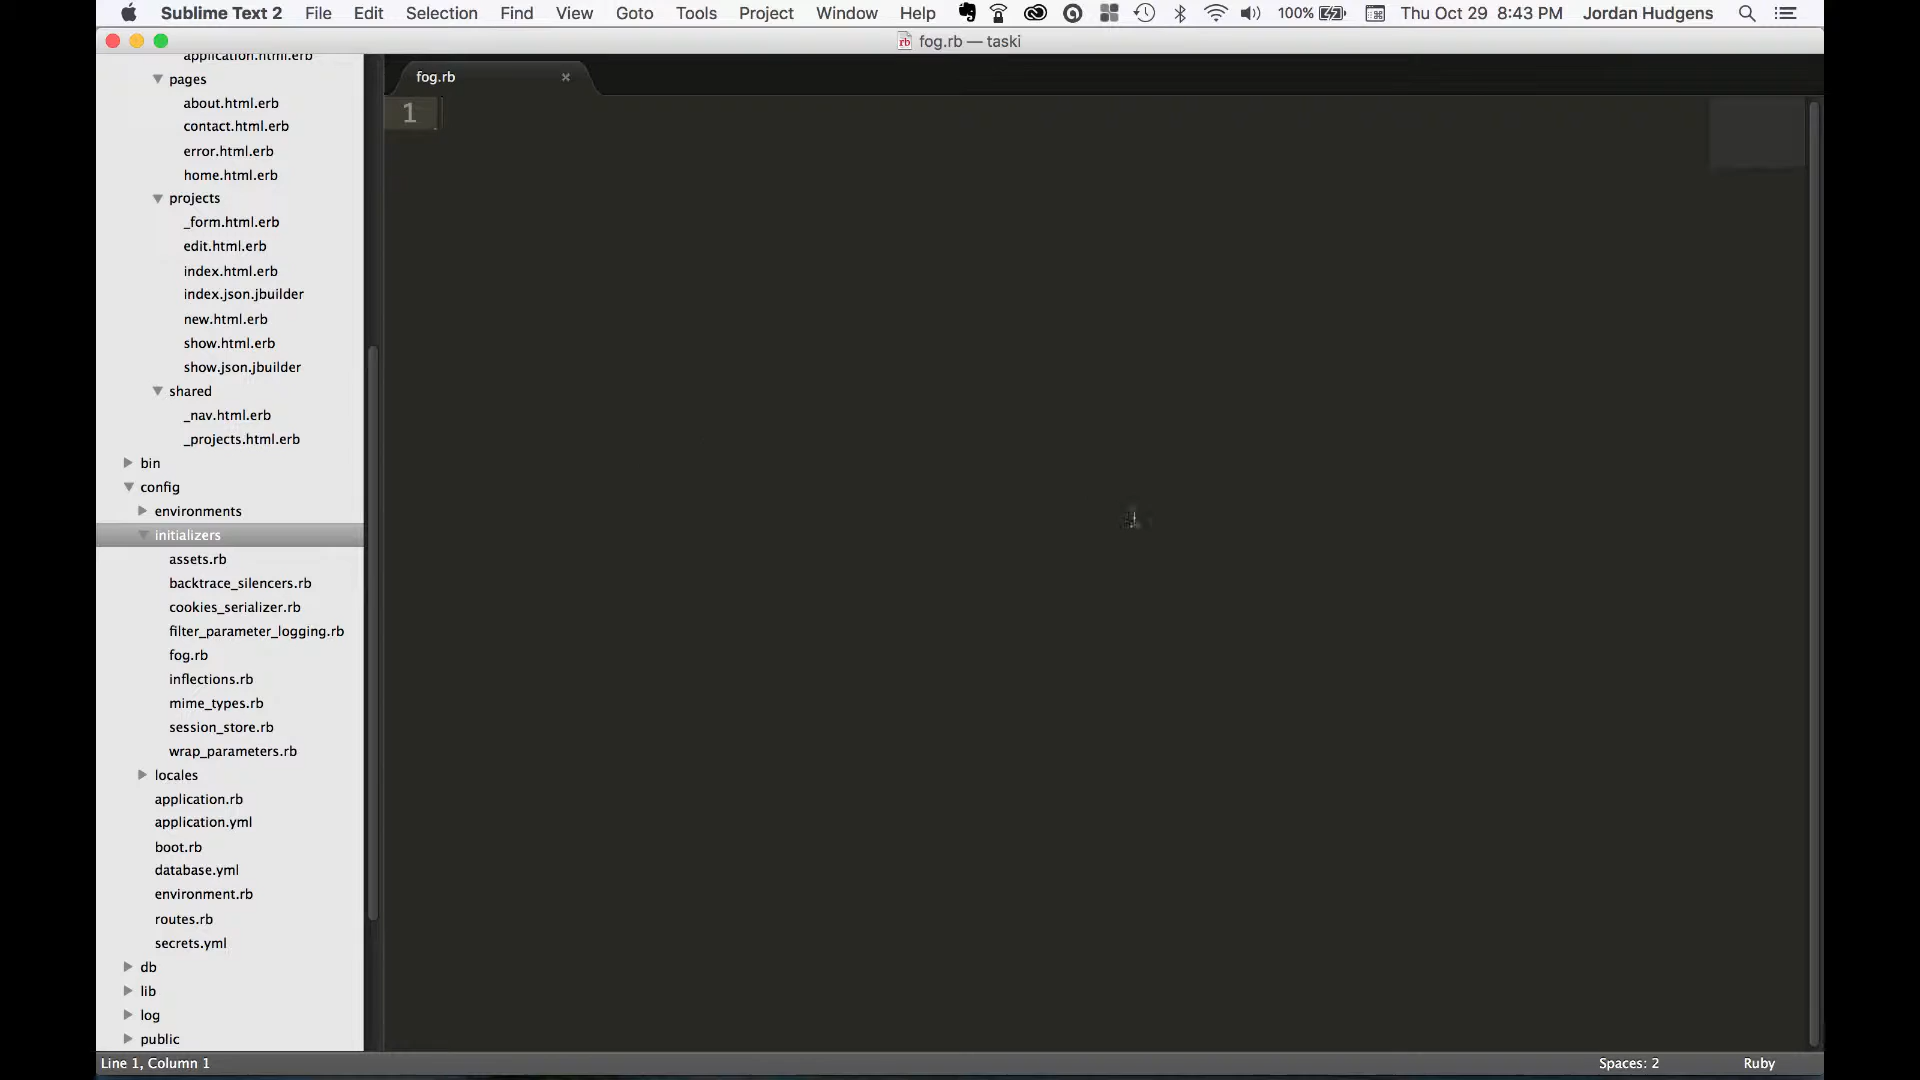 Sublime Text 2 File Edit Selection Find View Goto Tools Project Window Help 100% Thu Oct 29 8:43 PM Jordan Hudgens
rb fog.rb — taski
application.html.erb
pages
about.html.erb
contact.html.erb
error.html.erb
home.html.erb
projects
_form.html.erb
edit.html.erb
index.html.erb
index.json.jbuilder
new.html.erb
show.html.erb
show.json.jbuilder
shared
_nav.html.erb
_projects.html.erb
bin
config
environments
initializers
assets.rb
backtrace_silencers.rb
cookies_serializer.rb
filter_parameter_logging.rb
fog.rb
inflections.rb
mime_types.rb
session_store.rb
wrap_parameters.rb
locales
application.rb
application.yml
boot.rb
database.yml
environment.rb
routes.rb
secrets.yml
db
lib
log
public
fog.rb ×
1
Line 1, Column 1 Spaces: 2 Ruby